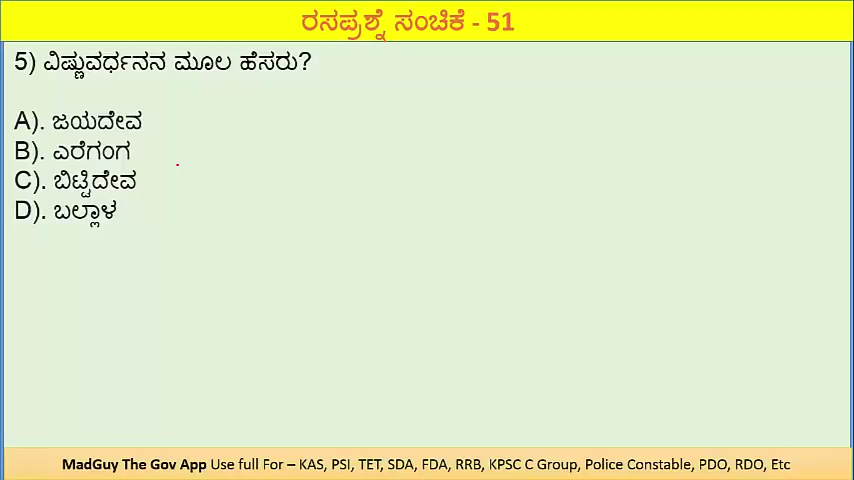 ರಸಪ್ರಶ್ನೆ ಸಂಚಿಕೆ - 51
5) ವಿಷ್ಣುವರ್ಧನನ ಮೂಲ ಹೆಸರು?
A). ಜಯದೇವ
B). ಎರೆಗಂಗ
C). ಬಿಟ್ಟಿದೇವ
D). ಬಲ್ಲಾಳ
MadGuy The Gov App Use full For – KAS, PSI, TET, SDA, FDA, RRB, KPSC C Group, Police Constable, PDO, RDO, Etc